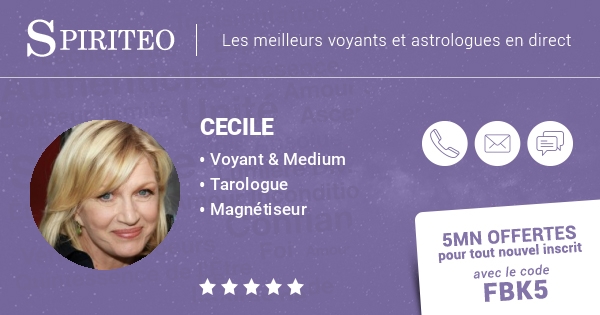 SPIRITEO
Les meilleurs voyants et astrologues en direct
CECILE
• Voyant & Medium
• Tarologue
• Magnétiseur
5MN OFFERTES
pour tout nouvel inscrit
avec le code
FBK5